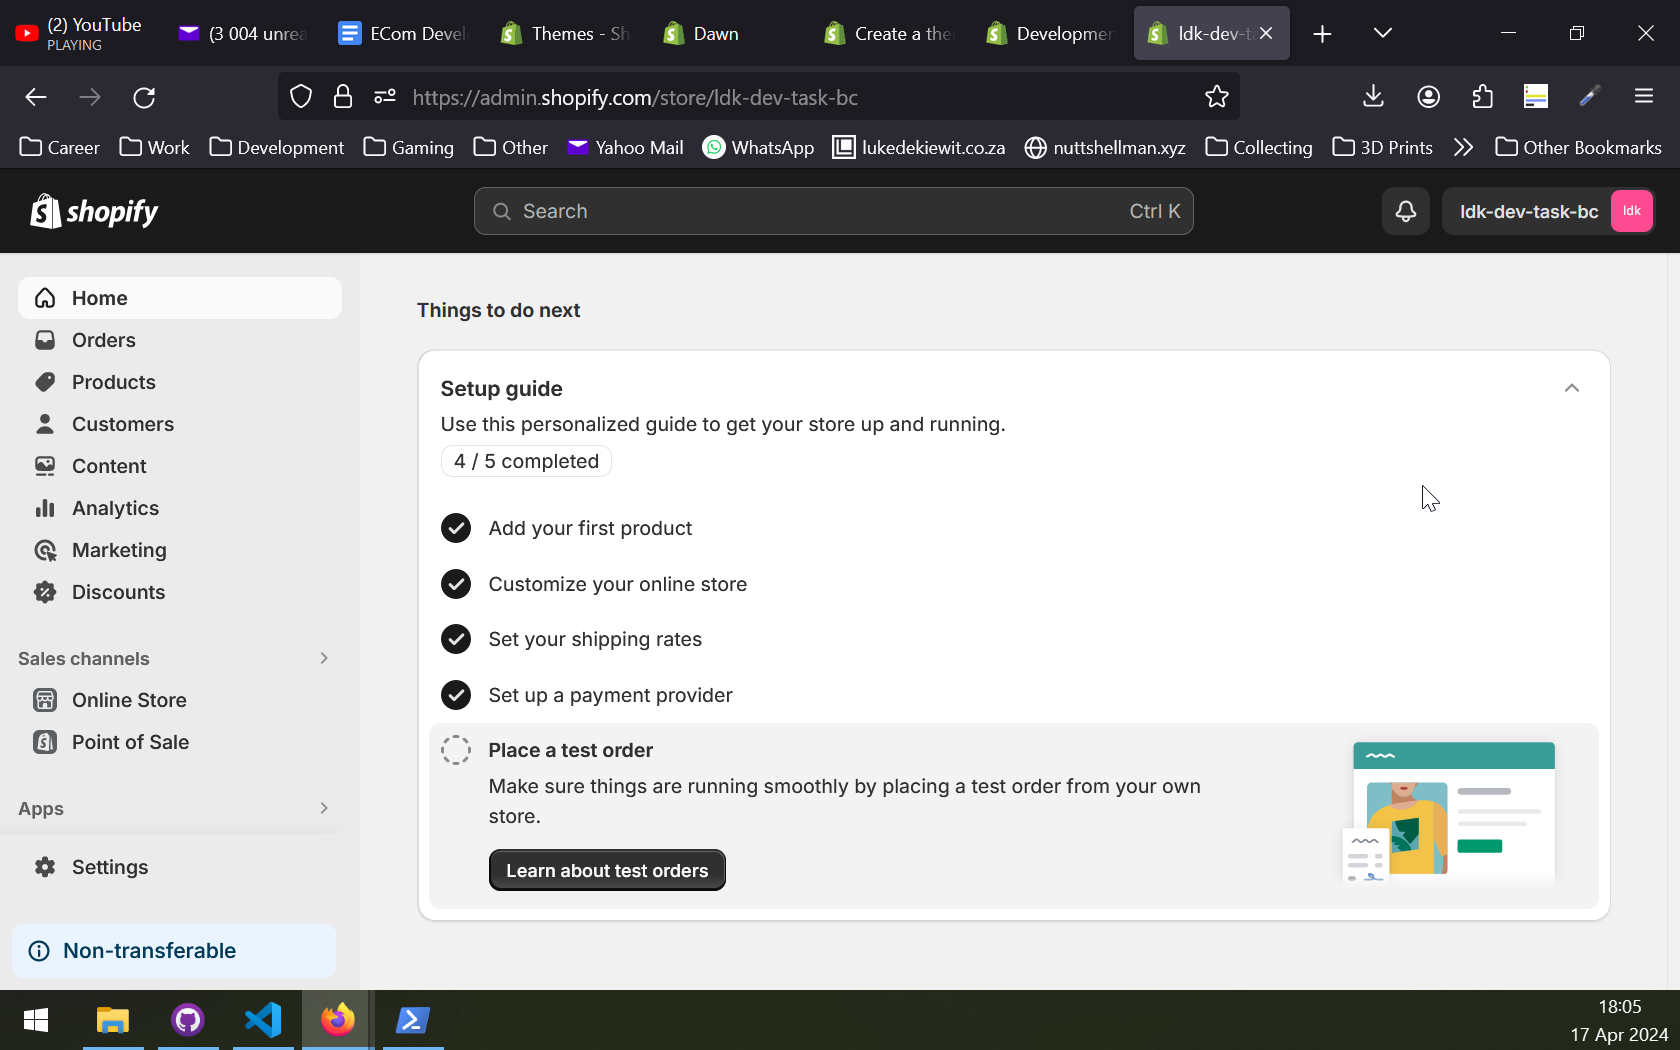 (2) YouTube
PLAYING
(3 004 unrea
ECom Devel
Themes - Sh
Dawn
Create a the
Developmen
ldk-dev-ta
https://admin.shopify.com/store/ldk-dev-task-bc
Career
Work
Development
Gaming
Other
Yahoo Mail
WhatsApp
lukedekiewit.co.za
nuttshellman.xyz
Collecting
3D Prints
Other Bookmarks
shopify
Search
Ctrl K
ldk-dev-task-bc
ldk
Home
Orders
Products
Customers
Content
Analytics
Marketing
Discounts
Sales channels
Online Store
Point of Sale
Apps
Settings
Non-transferable
Things to do next
Setup guide
Use this personalized guide to get your store up and running.
4 / 5 completed
Add your first product
Customize your online store
Set your shipping rates
Set up a payment provider
Place a test order
Make sure things are running smoothly by placing a test order from your own
store.
Learn about test orders
18:05
17 Apr 2024